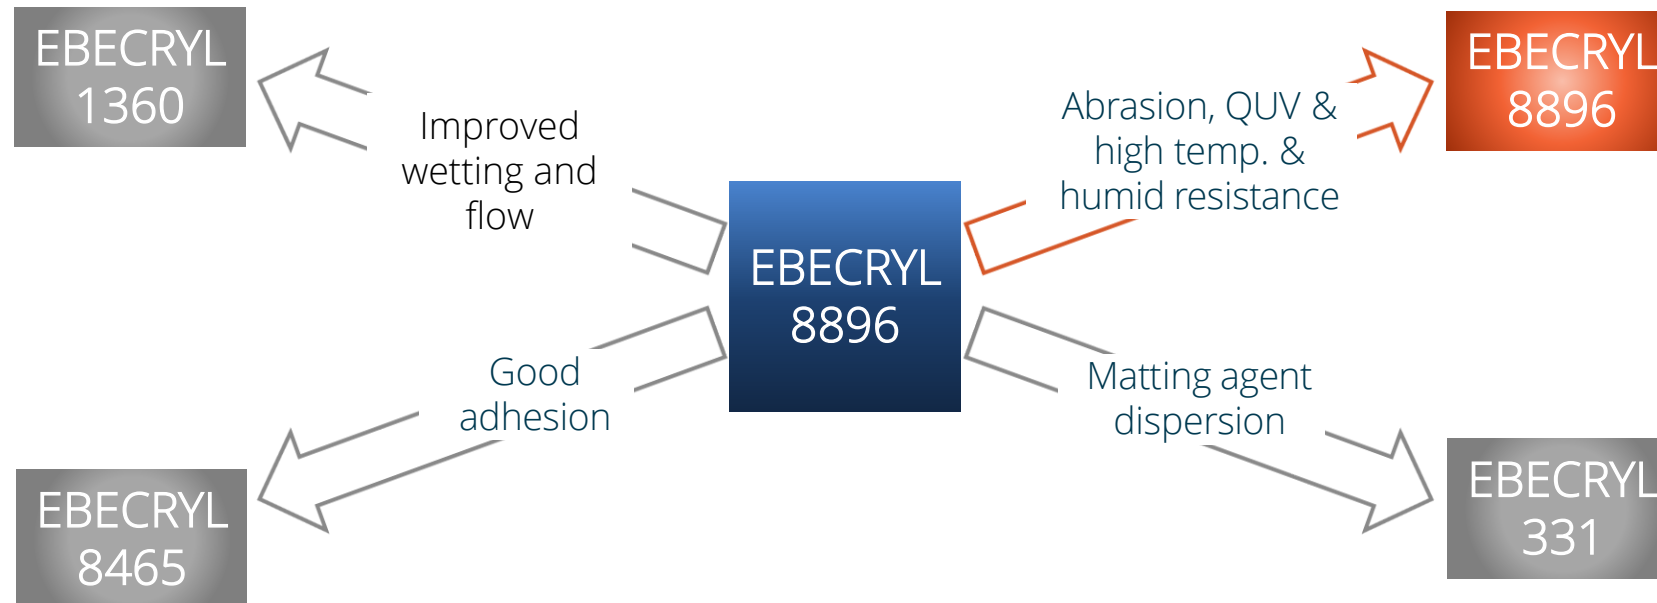 EBECRYL
1360
Improved
wetting and
flow
Abrasion, QUV &
high temp. &
humid resistance
EBECRYL
8896
EBECRYL
8896
Good
adhesion
Matting agent
dispersion
EBECRYL
8465
EBECRYL
331